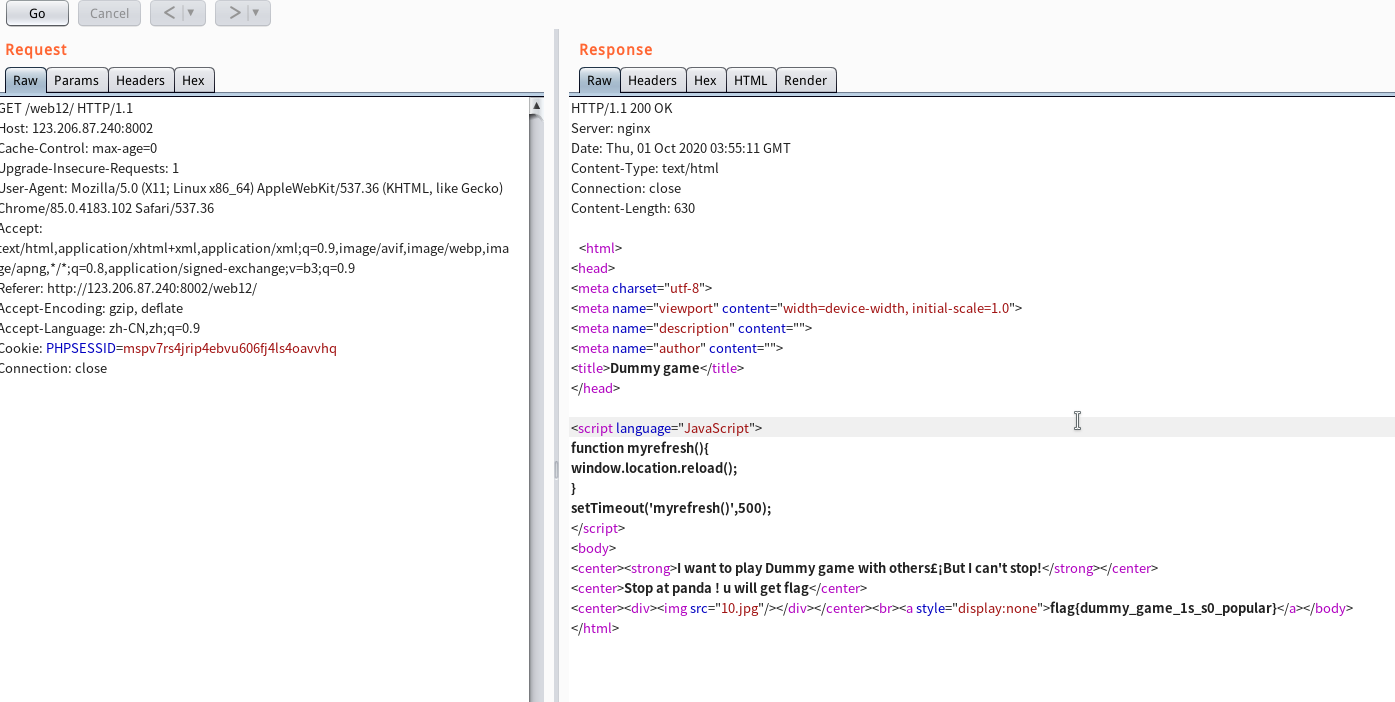 Go Cancel < ▼ > ▼
Request
Raw Params Headers Hex
GET /web12/ HTTP/1.1
Host: 123.206.87.240:8002
Cache-Control: max-age=0
Upgrade-Insecure-Requests: 1
User-Agent: Mozilla/5.0 (X11; Linux x86_64) AppleWebKit/537.36 (KHTML, like Gecko)
Chrome/85.0.4183.102 Safari/537.36
Accept:
text/html,application/xhtml+xml,application/xml;q=0.9,image/avif,image/webp,ima
ge/apng,*/*;q=0.8,application/signed-exchange;v=b3;q=0.9
Referer: http://123.206.87.240:8002/web12/
Accept-Encoding: gzip, deflate
Accept-Language: zh-CN,zh;q=0.9
Cookie: PHPSESSID=mspv7rs4jrip4ebvu606fj4ls4oavvhq
Connection: close
Response
Raw Headers Hex HTML Render
HTTP/1.1 200 OK
Server: nginx
Date: Thu, 01 Oct 2020 03:55:11 GMT
Content-Type: text/html
Connection: close
Content-Length: 630
<html>
<head>
<meta charset="utf-8">
<meta name="viewport" content="width=device-width, initial-scale=1.0">
<meta name="description" content="">
<meta name="author" content="">
<title>Dummy game</title>
</head>
<script language="JavaScript">
function myrefresh(){
window.location.reload();
}
setTimeout('myrefresh()',500);
</script>
<body>
<center><strong>I want to play Dummy game with others£¡But I can't stop!</strong></center>
<center>Stop at panda ! u will get flag</center>
<center><div><img src="10.jpg"/></div></center><br><a style="display:none">flag{dummy_game_1s_s0_popular}</a></body>
</html>